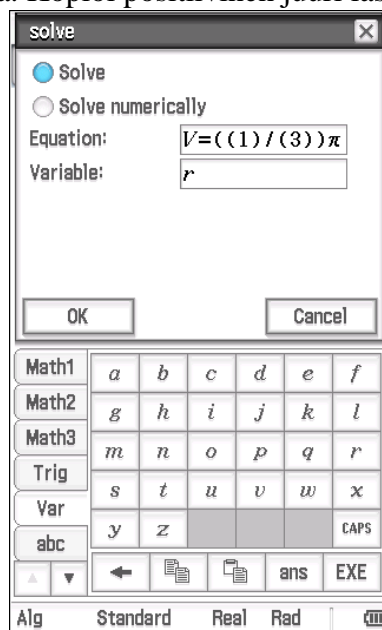 solve
Solve
Solve numerically
Equation: V=((1)/(3))π
Variable: r
OK Cancel
Math1 a b c d e f
Math2 g h i j k l
Math3 m n o p q r
Trig s t u v w x
Var y z CAPS
abc ans EXE
Alg Standard Real Rad